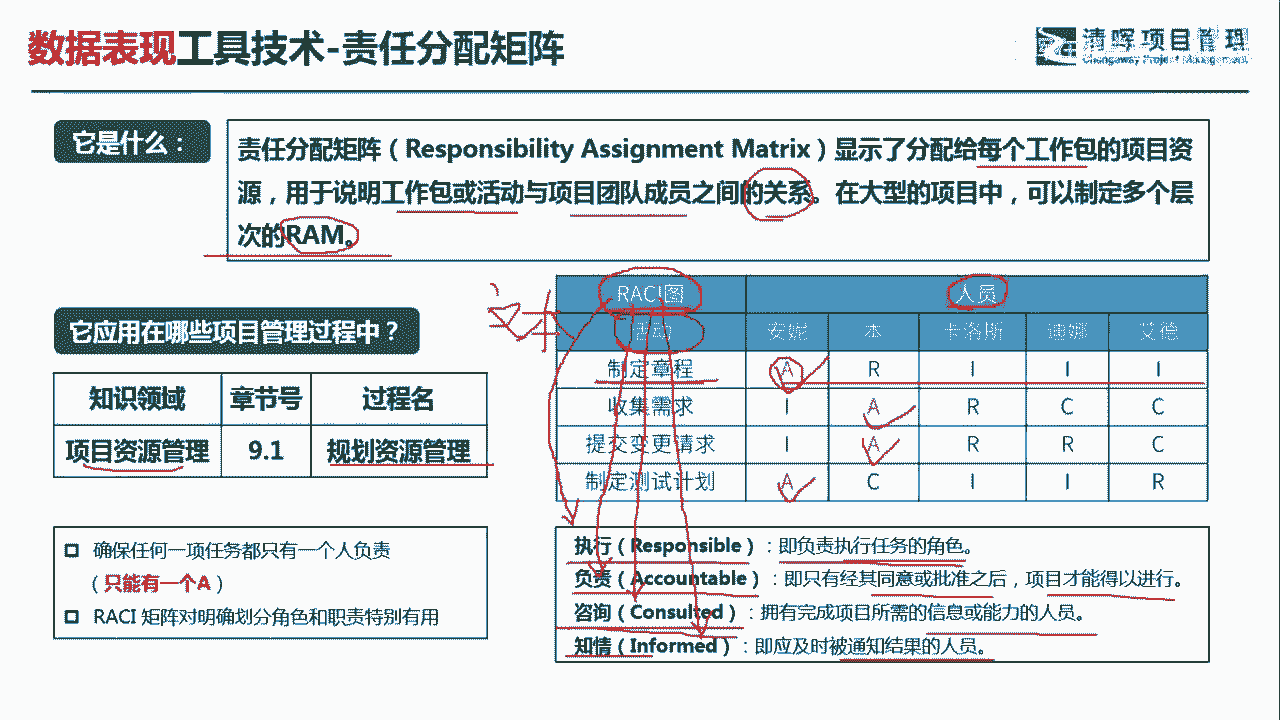 数据表现工具技术-责任分配矩阵
清晖项目管理
Changeway Project Management
它是什么：
责任分配矩阵（Responsibility Assignment Matrix）显示了分配给每个工作包的项目资
源，用于说明工作包或活动与项目团队成员之间的关系。在大型的项目中，可以制定多个层
次的RAM。
它应用在哪些项目管理过程中？
知识领域 章节号 过程名
项目资源管理 9.1 规划资源管理
确保任何一项任务都只有一个人负责
（只能有一个A）
RACI 矩阵对明确划分角色和职责特别有用
RACI图 人员
活动 安妮 本 卡洛斯 迪娜 艾德
制定章程 A R I I I
收集需求 I A R C C
提交变更请求 I A R R C
制定测试计划 A C I I R
执行（Responsible）：即负责执行任务的角色。
负责（Accountable）：即只有经其同意或批准之后，项目才能得以进行。
咨询（Consulted）：拥有完成项目所需的信息或能力的人员。
知情（Informed）：即应及时被通知结果的人员。